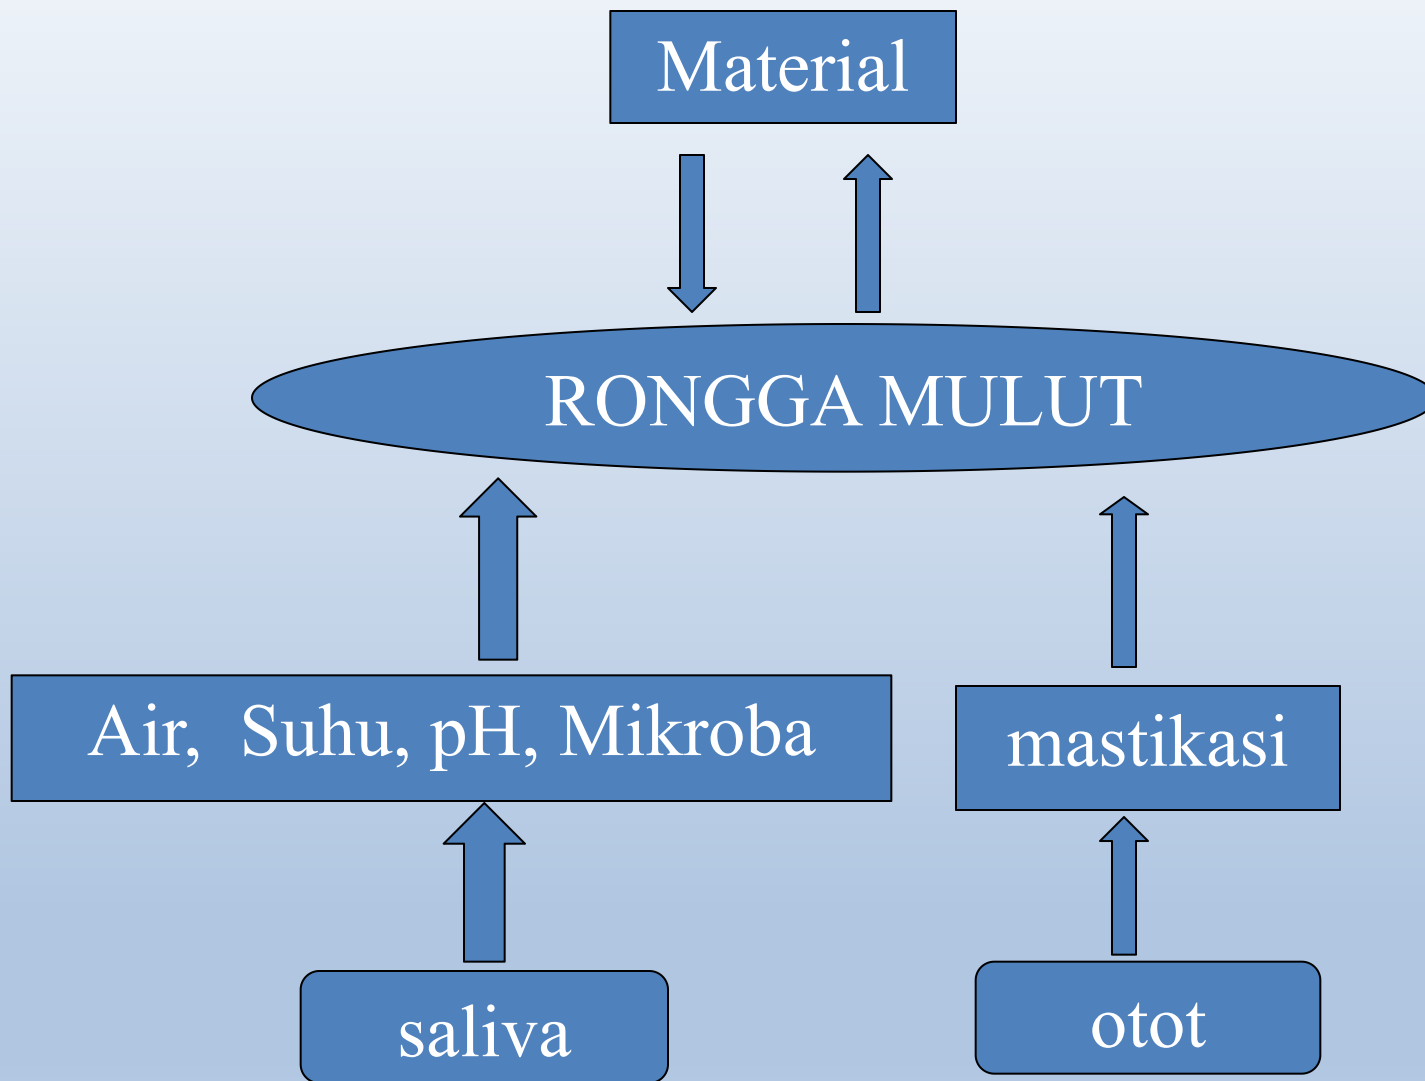 Material
RONGGA MULUT
Air, Suhu, pH, Mikroba
mastikasi
saliva
otot